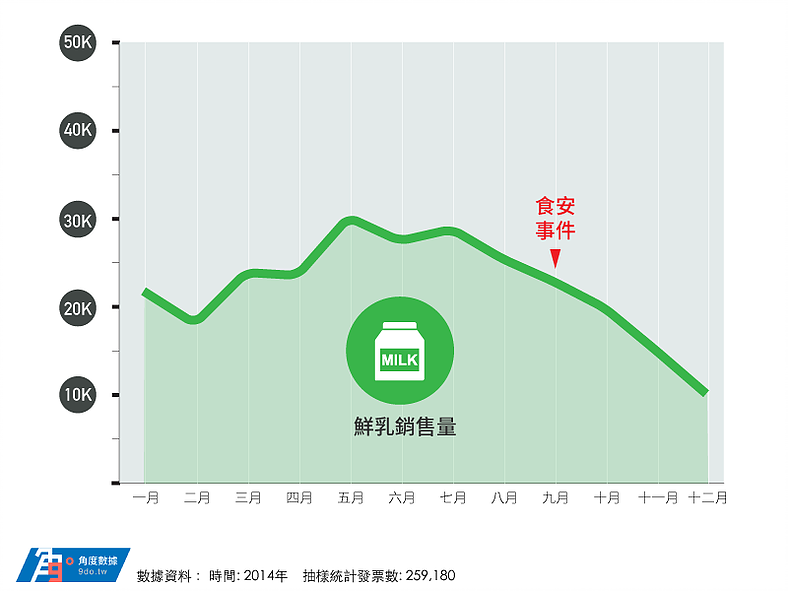 50K
40K
30K
20K
10K
食安
事件
MILK
鮮乳銷售量
一月 二月 三月 四月 五月 六月 七月 八月 九月 十月 十一月 十二月
角度數據
9do.tw
數據資料： 時間: 2014年 抽樣統計發票數: 259,180